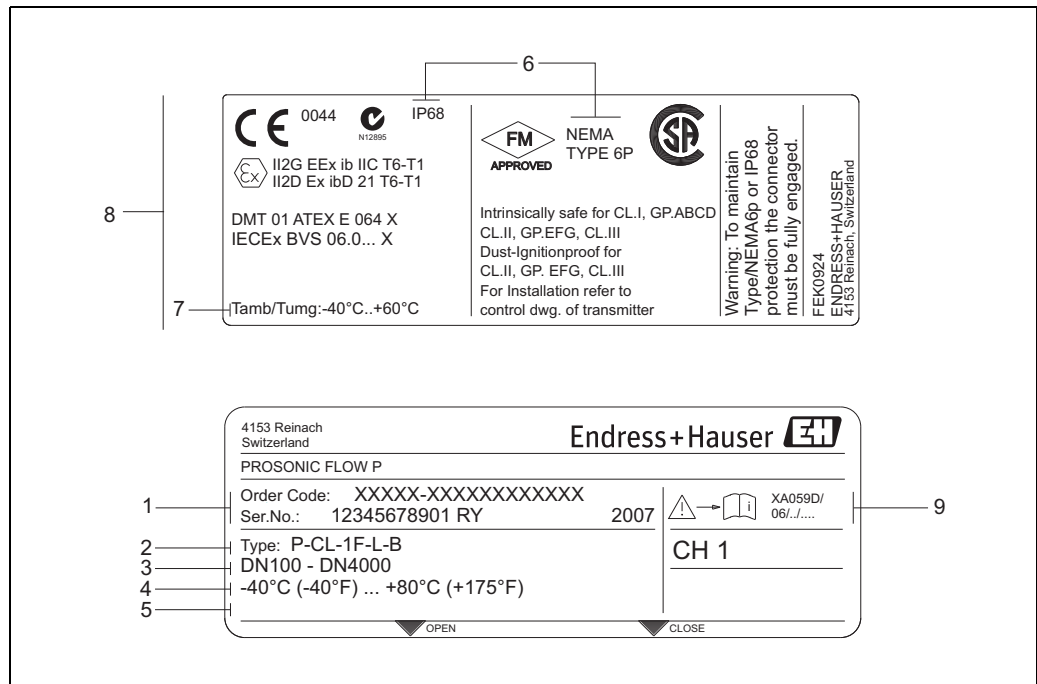 6
8
7
CE 0044
N12895
IP68
Ex
II2G EEx ib IIC T6-T1
II2D Ex ibD 21 T6-T1
DMT 01 ATEX E 064 X
IECEx BVS 06.0... X
Tamb/Tumg:-40°C..+60°C
FM
APPROVED
NEMA
TYPE 6P
SA
Intrinsically safe for CL.I, GP.ABCD
CL.II, GP.EFG, CL.III
Dust-Ignitionproof for
CL.II, GP. EFG, CL.III
For Installation refer to
control dwg. of transmitter
Warning: To maintain
Type/NEMA6p or IP68
protection the connector
must be fully engaged.
FEK0924
ENDRESS+HAUSER
4153 Reinach, Switzerland
4153 Reinach
Switzerland
Endress+Hauser EH
PROSONIC FLOW P
1
Order Code: XXXXX-XXXXXXXXXXXX
Ser.No.: 12345678901 RY 2007
i
XA059D/
06/../....
9
2
Type: P-CL-1F-L-B
3
DN100 - DN4000
4
-40°C (-40°F) ... +80°C (+175°F)
5
CH 1
OPEN
CLOSE